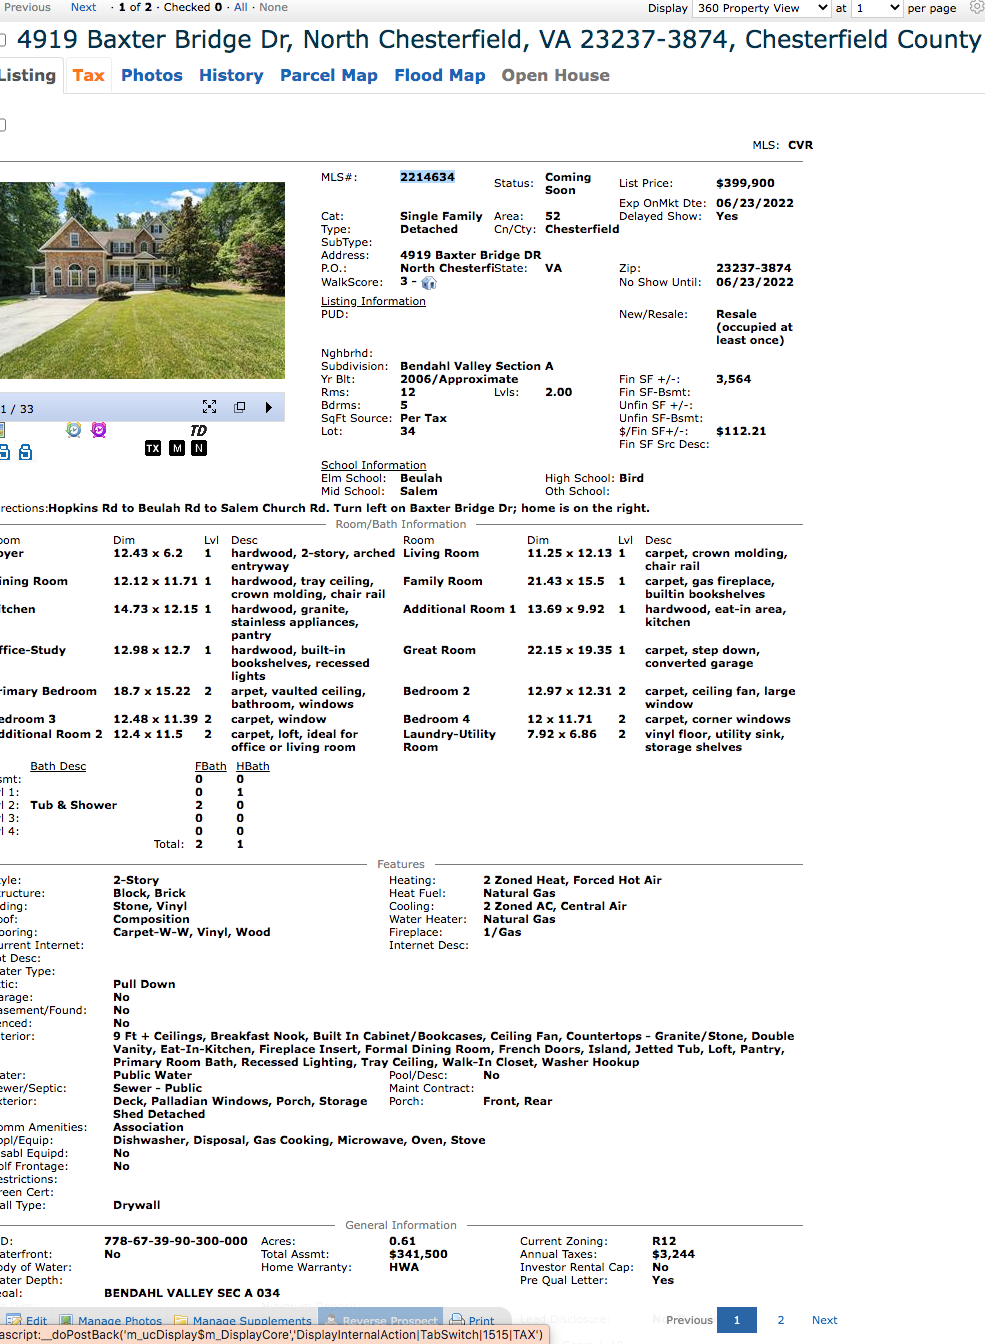 Previous Next · 1 of 2 · Checked 0 · All · None Display 360 Property View at 1 per page
4919 Baxter Bridge Dr, North Chesterfield, VA 23237-3874, Chesterfield County
Listing Tax Photos History Parcel Map Flood Map Open House
MLS: CVR
MLS#: 2214634 Status: Coming Soon List Price: $399,900
Exp OnMkt Dte: 06/23/2022
Cat: Single Family Area: 52 Delayed Show: Yes
Type: Detached Cn/Cty: Chesterfield
SubType:
Address: 4919 Baxter Bridge DR
P.O.: North Chesterfi State: VA Zip: 23237-3874
WalkScore: 3 - No Show Until: 06/23/2022
Listing Information
PUD: New/Resale: Resale
(occupied at
least once)
Nghbrhd:
Subdivision: Bendahl Valley Section A
Yr Blt: 2006/Approximate Fin SF +/-: 3,564
Rms: 12 Lvls: 2.00 Fin SF-Bsmt:
Bdrms: 5 Unfin SF +/-:
SqFt Source: Per Tax Unfin SF-Bsmt:
Lot: 34 $/Fin SF+/-: $112.21
Fin SF Src Desc:
1 / 33
TD
TX M N
School Information
Elm School: Beulah High School: Bird
Mid School: Salem Oth School:
rections:Hopkins Rd to Beulah Rd to Salem Church Rd. Turn left on Baxter Bridge Dr; home is on the right.
Room/Bath Information
oom Dim Lvl Desc Room Dim Lvl Desc
oyer 12.43 x 6.2 1 hardwood, 2-story, arched Living Room 11.25 x 12.13 1 carpet, crown molding,
entryway chair rail
ining Room 12.12 x 11.71 1 hardwood, tray ceiling, Family Room 21.43 x 15.5 1 carpet, gas fireplace,
crown molding, chair rail builtin bookshelves
itchen 14.73 x 12.15 1 hardwood, granite, Additional Room 1 13.69 x 9.92 1 hardwood, eat-in area,
stainless appliances, kitchen
pantry
ffice-Study 12.98 x 12.7 1 hardwood, built-in Great Room 22.15 x 19.35 1 carpet, step down,
bookshelves, recessed converted garage
lights
rimary Bedroom 18.7 x 15.22 2 arpet, vaulted ceiling, Bedroom 2 12.97 x 12.31 2 carpet, ceiling fan, large
bathroom, windows window
edroom 3 12.48 x 11.39 2 carpet, window Bedroom 4 12 x 11.71 2 carpet, corner windows
dditional Room 2 12.4 x 11.5 2 carpet, loft, ideal for Laundry-Utility 7.92 x 6.86 2 vinyl floor, utility sink,
office or living room Room storage shelves
Bath Desc FBath HBath
smt: 0 0
vl 1: 0 1
vl 2: Tub & Shower 2 0
vl 3: 0 0
vl 4: 0 0
Total: 2 1
Features
yle: 2-Story Heating: 2 Zoned Heat, Forced Hot Air
ructure: Block, Brick Heat Fuel: Natural Gas
ding: Stone, Vinyl Cooling: 2 Zoned AC, Central Air
oof: Composition Water Heater: Natural Gas
ooring: Carpet-W-W, Vinyl, Wood Fireplace: 1/Gas
urrent Internet: Internet Desc:
ot Desc:
ater Type:
ttic: Pull Down
arage: No
asement/Found: No
enced: No
terior: 9 Ft + Ceilings, Breakfast Nook, Built In Cabinet/Bookcases, Ceiling Fan, Countertops - Granite/Stone, Double
Vanity, Eat-In-Kitchen, Fireplace Insert, Formal Dining Room, French Doors, Island, Jetted Tub, Loft, Pantry,
Primary Room Bath, Recessed Lighting, Tray Ceiling, Walk-In Closet, Washer Hookup
ater: Public Water Pool/Desc: No
ewer/Septic: Sewer - Public Maint Contract:
xterior: Deck, Palladian Windows, Porch, Storage Porch: Front, Rear
Shed Detached
omm Amenities: Association
ppl/Equip: Dishwasher, Disposal, Gas Cooking, Microwave, Oven, Stove
sabl Equipd: No
olf Frontage: No
estrictions:
reen Cert:
all Type: Drywall
General Information
D: 778-67-39-90-300-000 Acres: 0.61 Current Zoning: R12
aterfront: No Total Assmt: $341,500 Annual Taxes: $3,244
ody of Water: Home Warranty: HWA Investor Rental Cap: No
ater Depth: Pre Qual Letter: Yes
egal: BENDAHL VALLEY SEC A 034
Edit Manage Photos Manage Supplements Reverse Prospect Print Lead Disclosure: Previous 1 2 Next
ascript:__doPostBack('m_ucDisplay$m_DisplayCore','DisplayInternalAction|TabSwitch|1515|TAX')